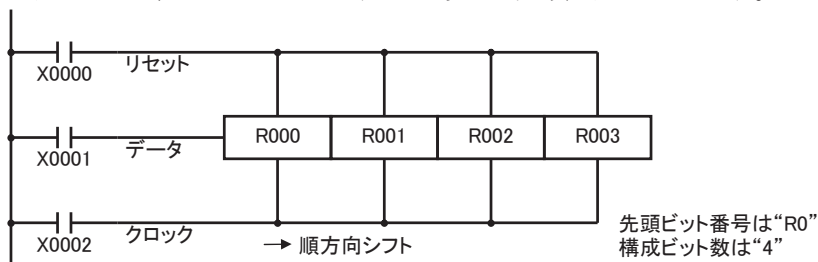 X0000 リセット
R000 R001 R002 R003
X0001 データ
X0002 クロック
→ 順方向シフト
先頭ビット番号は“R0”
構成ビット数は“4”